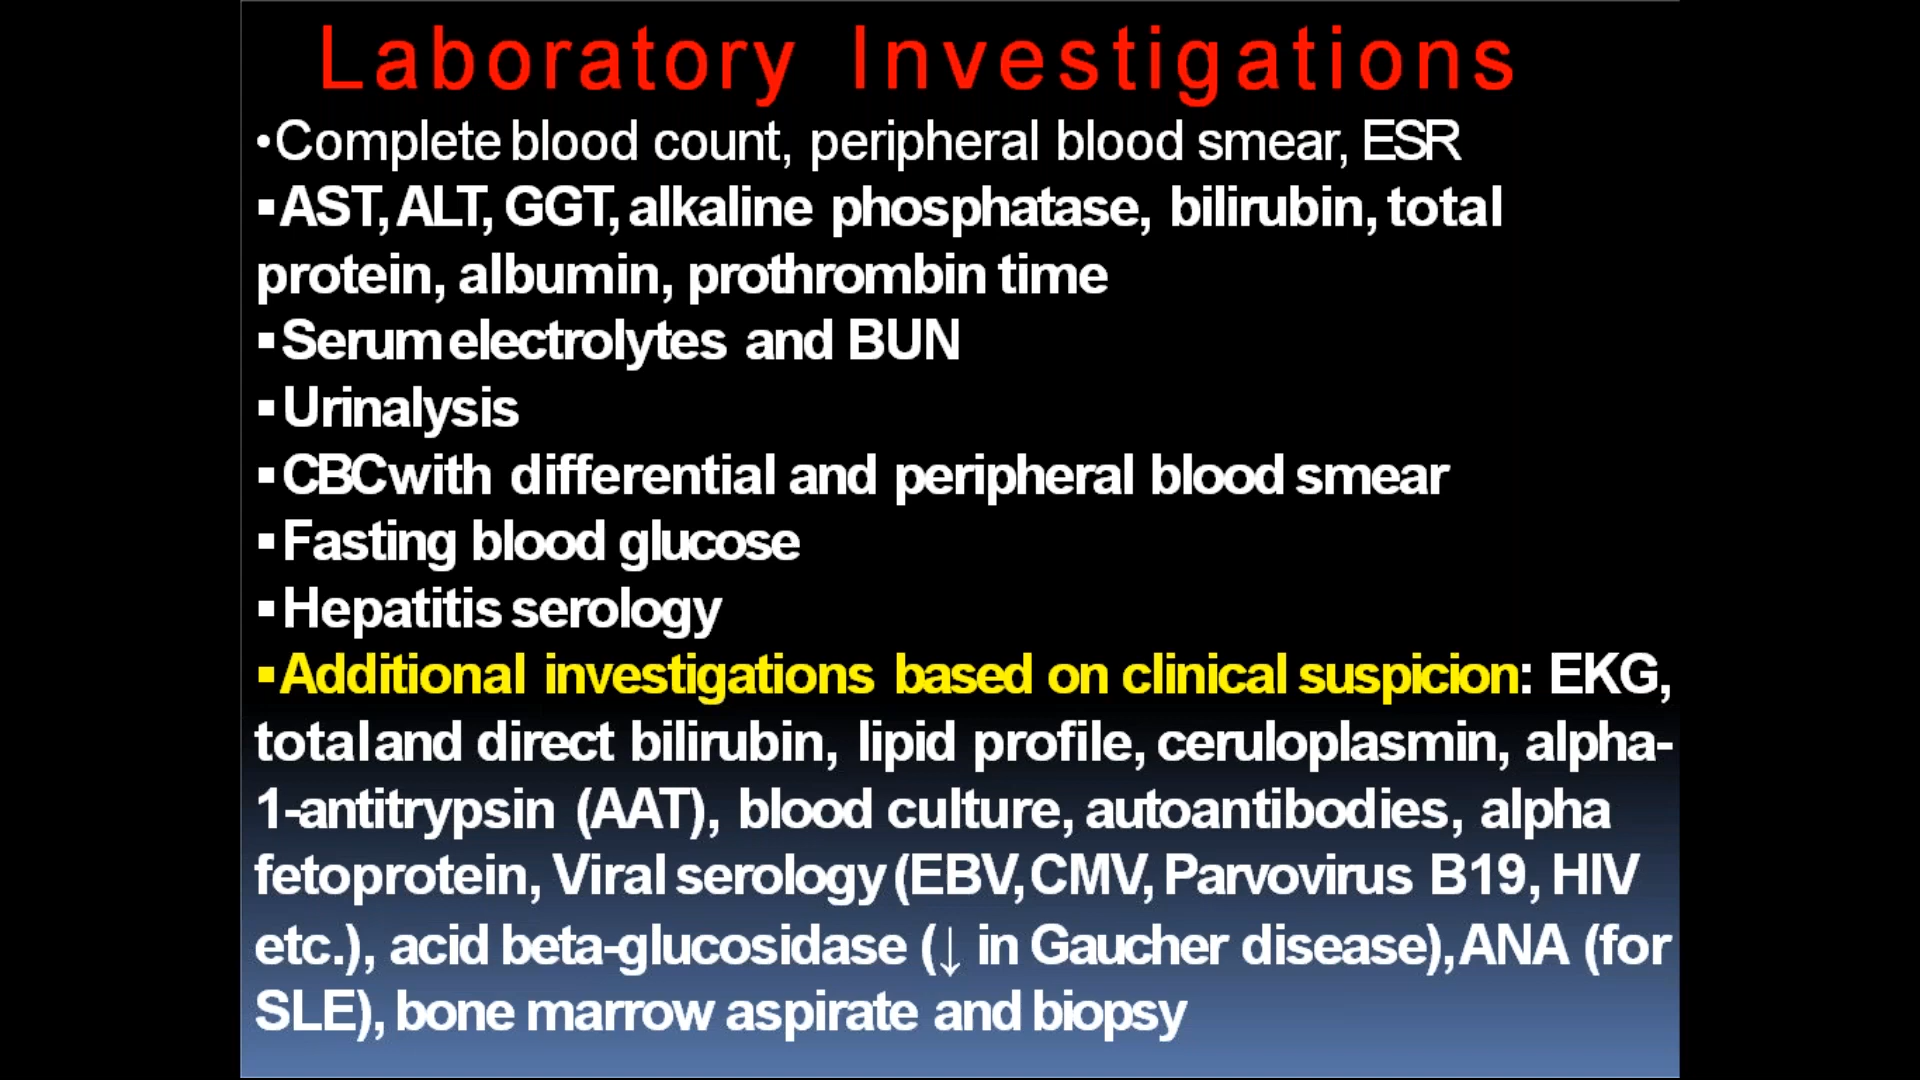 Laboratory Investigations
•Complete blood count, peripheral blood smear, ESR
▪AST, ALT, GGT, alkaline phosphatase, bilirubin, total
protein, albumin, prothrombin time
▪Serum electrolytes and BUN
▪Urinalysis
▪CBC with differential and peripheral blood smear
▪Fasting blood glucose
▪Hepatitis serology
▪Additional investigations based on clinical suspicion: EKG,
total and direct bilirubin, lipid profile, ceruloplasmin, alpha-
1-antitrypsin (AAT), blood culture, autoantibodies, alpha
fetoprotein, Viral serology (EBV, CMV, Parvovirus B19, HIV
etc.), acid beta-glucosidase (↓ in Gaucher disease), ANA (for
SLE), bone marrow aspirate and biopsy